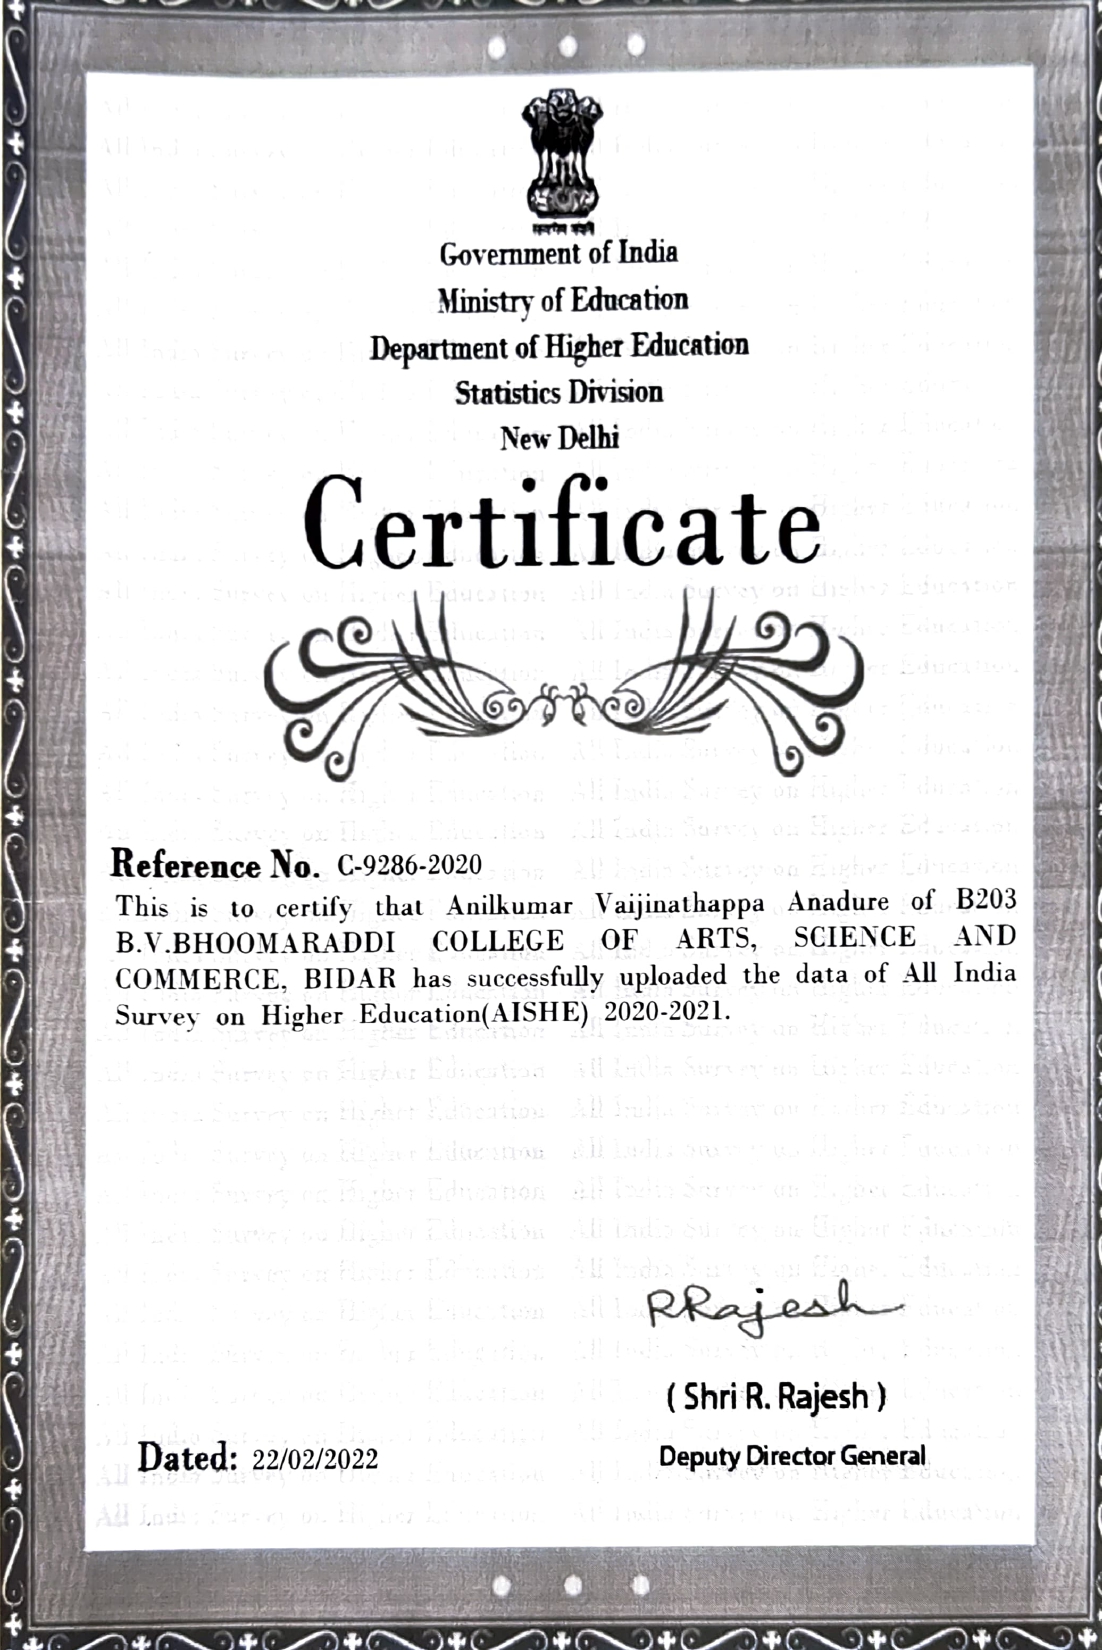 Government of India
Ministry of Education
Department of Higher Education
Statistics Division
New Delhi
Certificate
Reference No. C-9286-2020
This is to certify that Anilkumar Vaijinathappa Anadure of B203
B.V.BHOOMARADDI COLLEGE OF ARTS, SCIENCE AND
COMMERCE, BIDAR has successfully uploaded the data of All India
Survey on Higher Education(AISHE) 2020-2021.
RRajesh
( Shri R. Rajesh )
Dated: 22/02/2022
Deputy Director General